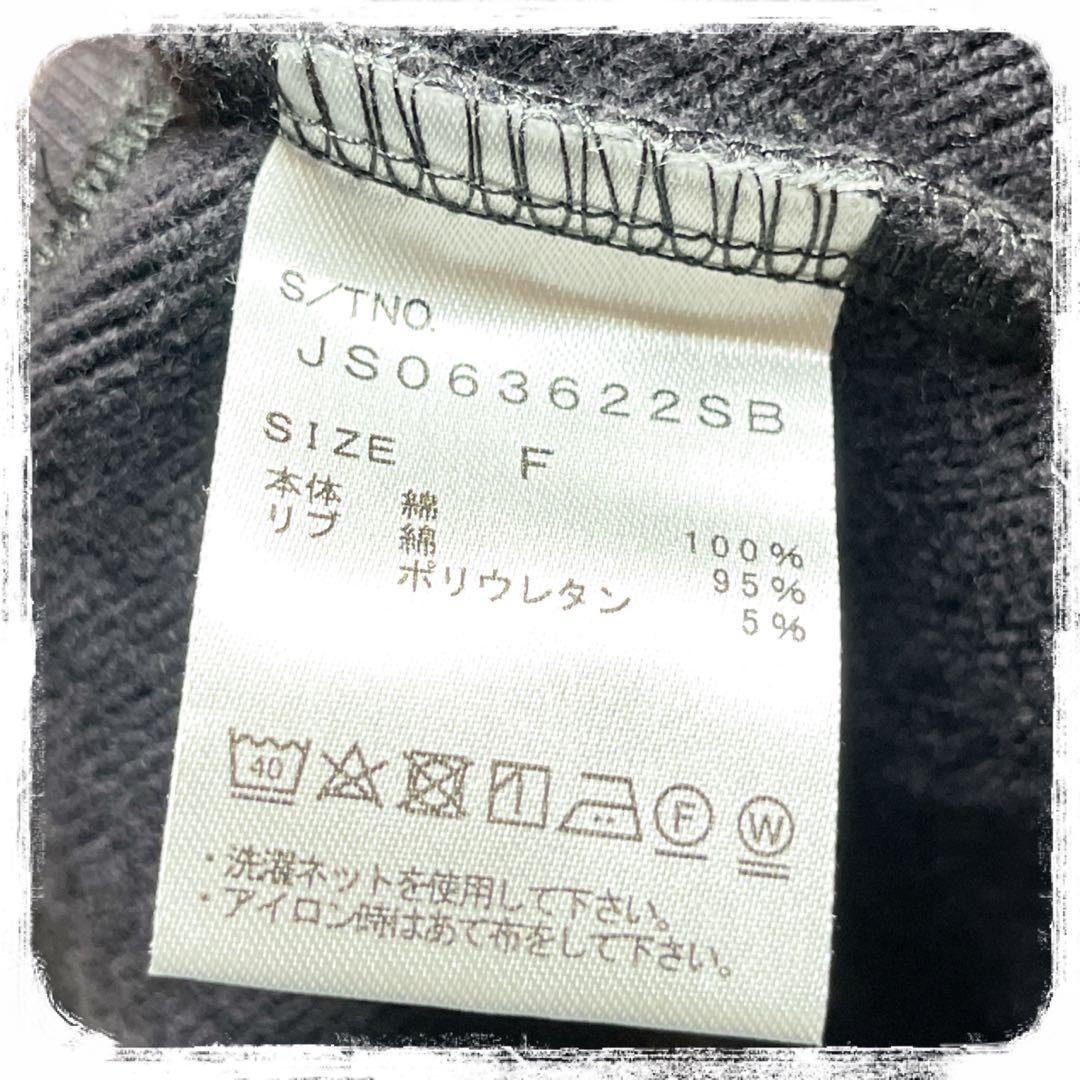 S/TNO.
JS063622SB
SIZE F
本体 綿 100%
リブ 綿 95%
ポリウレタン 5%
40 F W
・洗濯ネットを使用して下さい。
・アイロン時はあて布をして下さい。